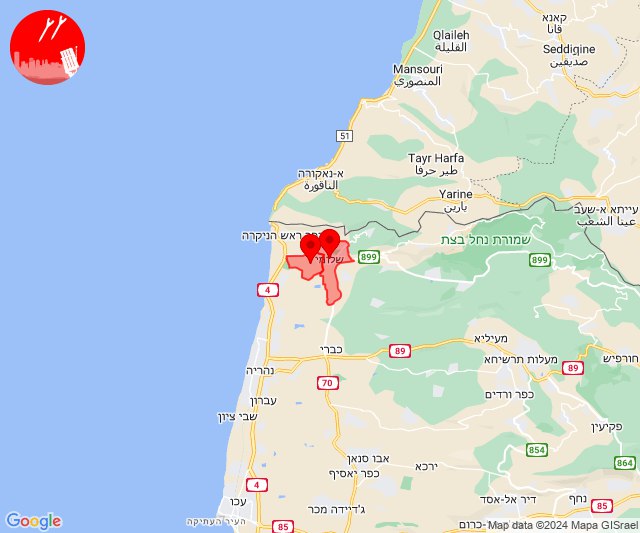 קאנא
قانا
Qlaileh
القليلة
Seddiqine
صديقين
Mansouri
المنصوري
51
Tayr Harfa
طير حرفا
א-נאקורה
الناقورة
Yarine
يارين
עייתא א-שעב
عيتا الشعب
ראש הניקרה
שמורת נחל בצת
שלומי
899
899
4
מעיליא
כברי
89
מעלות תרשיחא
חורפיש
נהריה
89
70
כפר ורדים
עברון
שבי ציון
פקיעין
854
אבו סנאן
ירכא
864
כפר יאסיף
4
עכו
דיר אל-אסד
נחף
ג'דיידה מכר
85
העיר העתיקה
85
Google
כרום-
Map data ©2024 Mapa GISrael